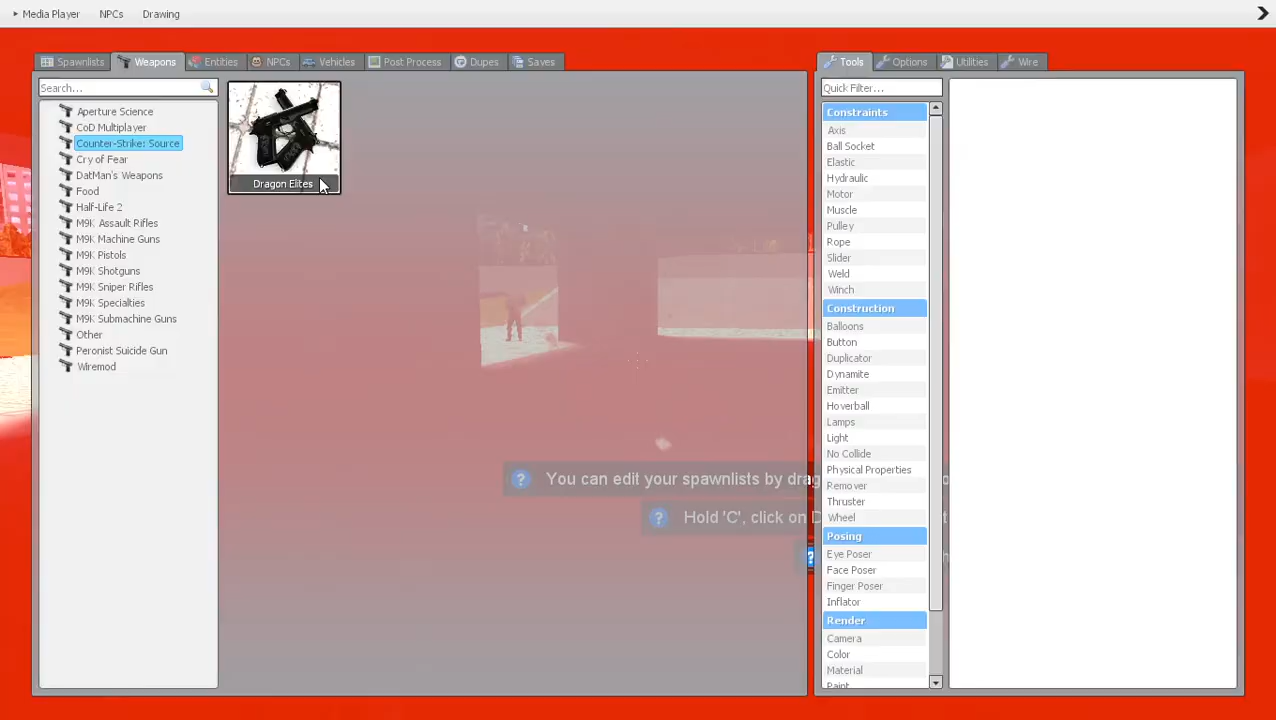 Media Player NPCs Drawing
Spawnlists Weapons Entities NPCs Vehicles Post Process Dupes Saves
Search...
Aperture Science
CoD Multiplayer
Counter-Strike: Source
Cry of Fear
DatMan's Weapons
Food
Half-Life 2
M9K Assault Rifles
M9K Machine Guns
M9K Pistols
M9K Shotguns
M9K Sniper Rifles
M9K Specialties
M9K Submachine Guns
Other
Peronist Suicide Gun
Wiremod
Dragon Elites
You can edit your spawnlists by drag
Hold 'C', click on D
Tools Options Utilities Wire
Quick Filter...
Constraints
Axis
Ball Socket
Elastic
Hydraulic
Motor
Muscle
Pulley
Rope
Slider
Weld
Winch
Construction
Balloons
Button
Duplicator
Dynamite
Emitter
Hoverball
Lamps
Light
No Collide
Physical Properties
Remover
Thruster
Wheel
Posing
Eye Poser
Face Poser
Finger Poser
Inflator
Render
Camera
Color
Material
Paint